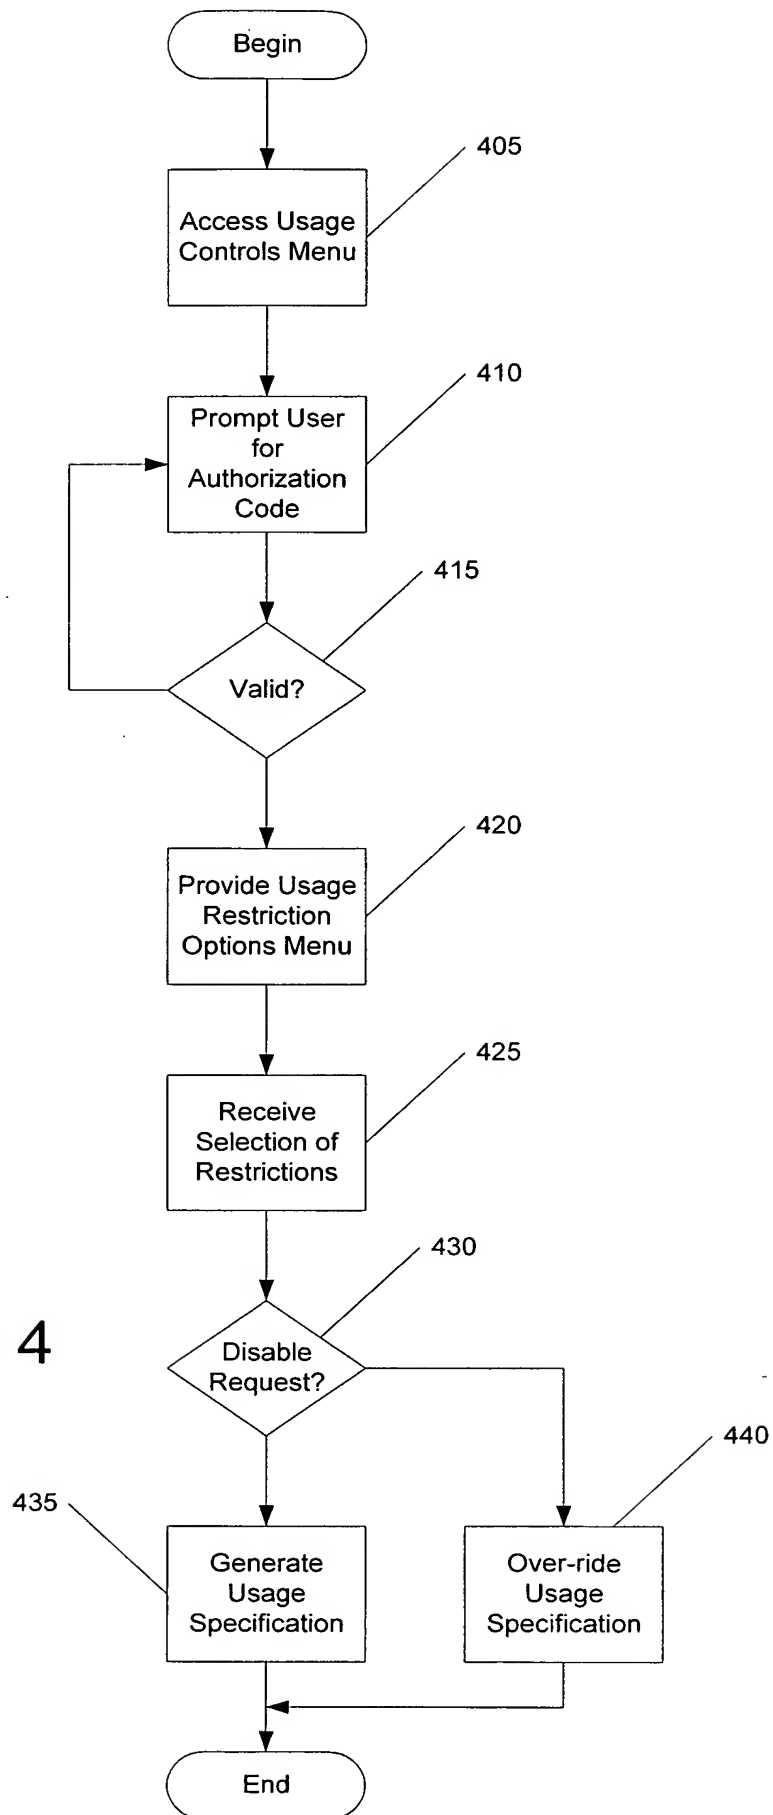 Begin
405
Access Usage
Controls Menu
410
Prompt User
for
Authorization
Code
415
Valid?
420
Provide Usage
Restriction
Options Menu
425
Receive
Selection of
Restrictions
430
4
Disable
Request?
440
435
Generate
Usage
Specification
Over-ride
Usage
Specification
End